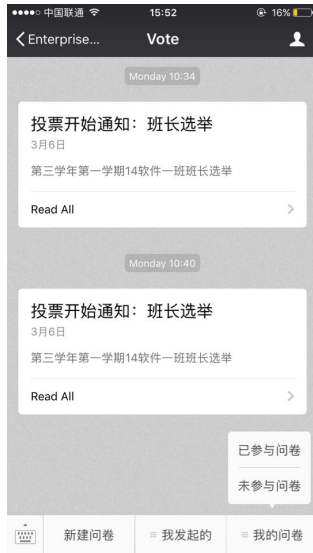 中国联通
15:52
16%
Enterprise...
Vote
Monday 10:34
投票开始通知：班长选举
3月6日
第三学年第一学期14软件一班班长选举
Read All
Monday 10:40
投票开始通知：班长选举
3月6日
第三学年第一学期14软件一班班长选举
Read All
已参与问卷
未参与问卷
新建问卷
我发起的
我的问卷